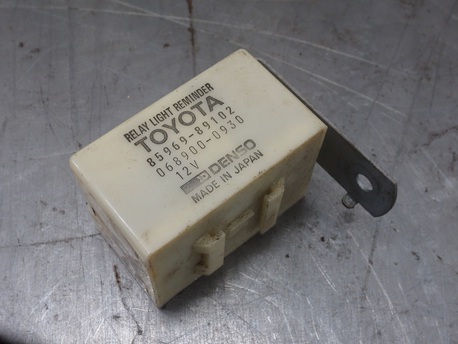 RELAY LIGHT REMINDER
TOYOTA
85969-89102
068900-0930
12V
DENSO
MADE IN JAPAN